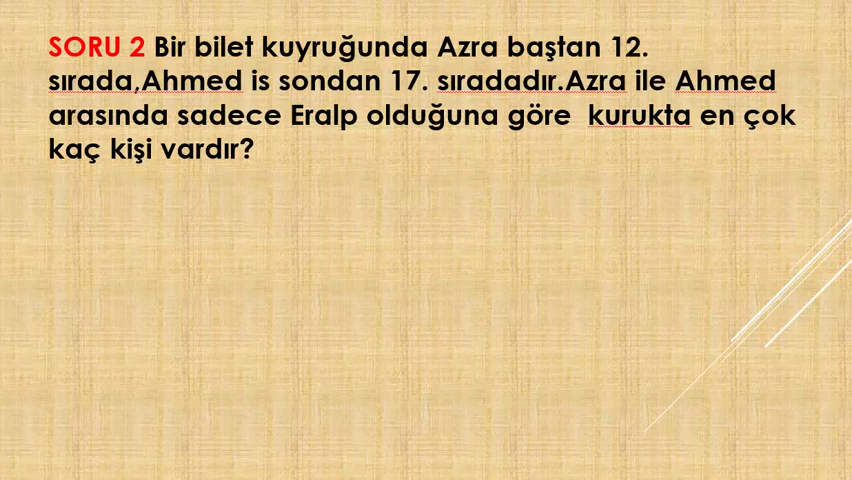 SORU 2 Bir bilet kuyruğunda Azra baştan 12.
sırada,Ahmed is sondan 17. sıradadır.Azra ile Ahmed
arasında sadece Eralp olduğuna göre  kurukta en çok
kaç kişi vardır?